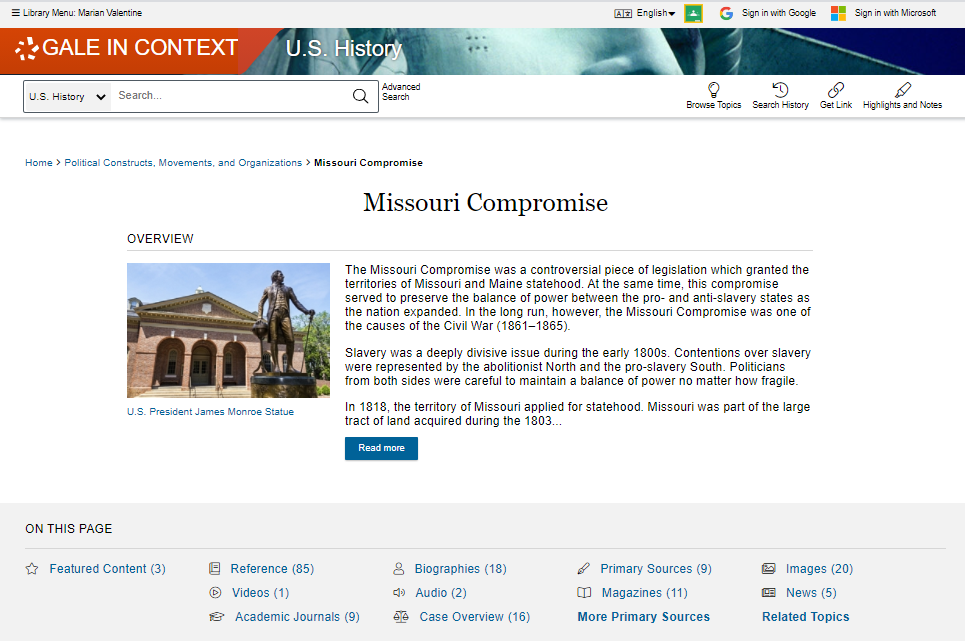 Library Menu: Marian Valentine
English
Sign in with Google
Sign in with Microsoft
GALE IN CONTEXT
U.S. History
U.S. History
Search...
Advanced
Search
Browse Topics
Search History
Get Link
Highlights and Notes
Home > Political Constructs, Movements, and Organizations > Missouri Compromise
Missouri Compromise
OVERVIEW
The Missouri Compromise was a controversial piece of legislation which granted the
territories of Missouri and Maine statehood. At the same time, this compromise
served to preserve the balance of power between the pro- and anti-slavery states as
the nation expanded. In the long run, however, the Missouri Compromise was one of
the causes of the Civil War (1861–1865).
Slavery was a deeply divisive issue during the early 1800s. Contentions over slavery
were represented by the abolitionist North and the pro-slavery South. Politicians
from both sides were careful to maintain a balance of power no matter how fragile.
In 1818, the territory of Missouri applied for statehood. Missouri was part of the large
tract of land acquired during the 1803...
U.S. President James Monroe Statue
Read more
ON THIS PAGE
Featured Content (3)
Reference (85)
Biographies (18)
Primary Sources (9)
Images (20)
Videos (1)
Audio (2)
Magazines (11)
News (5)
Academic Journals (9)
Case Overview (16)
More Primary Sources
Related Topics